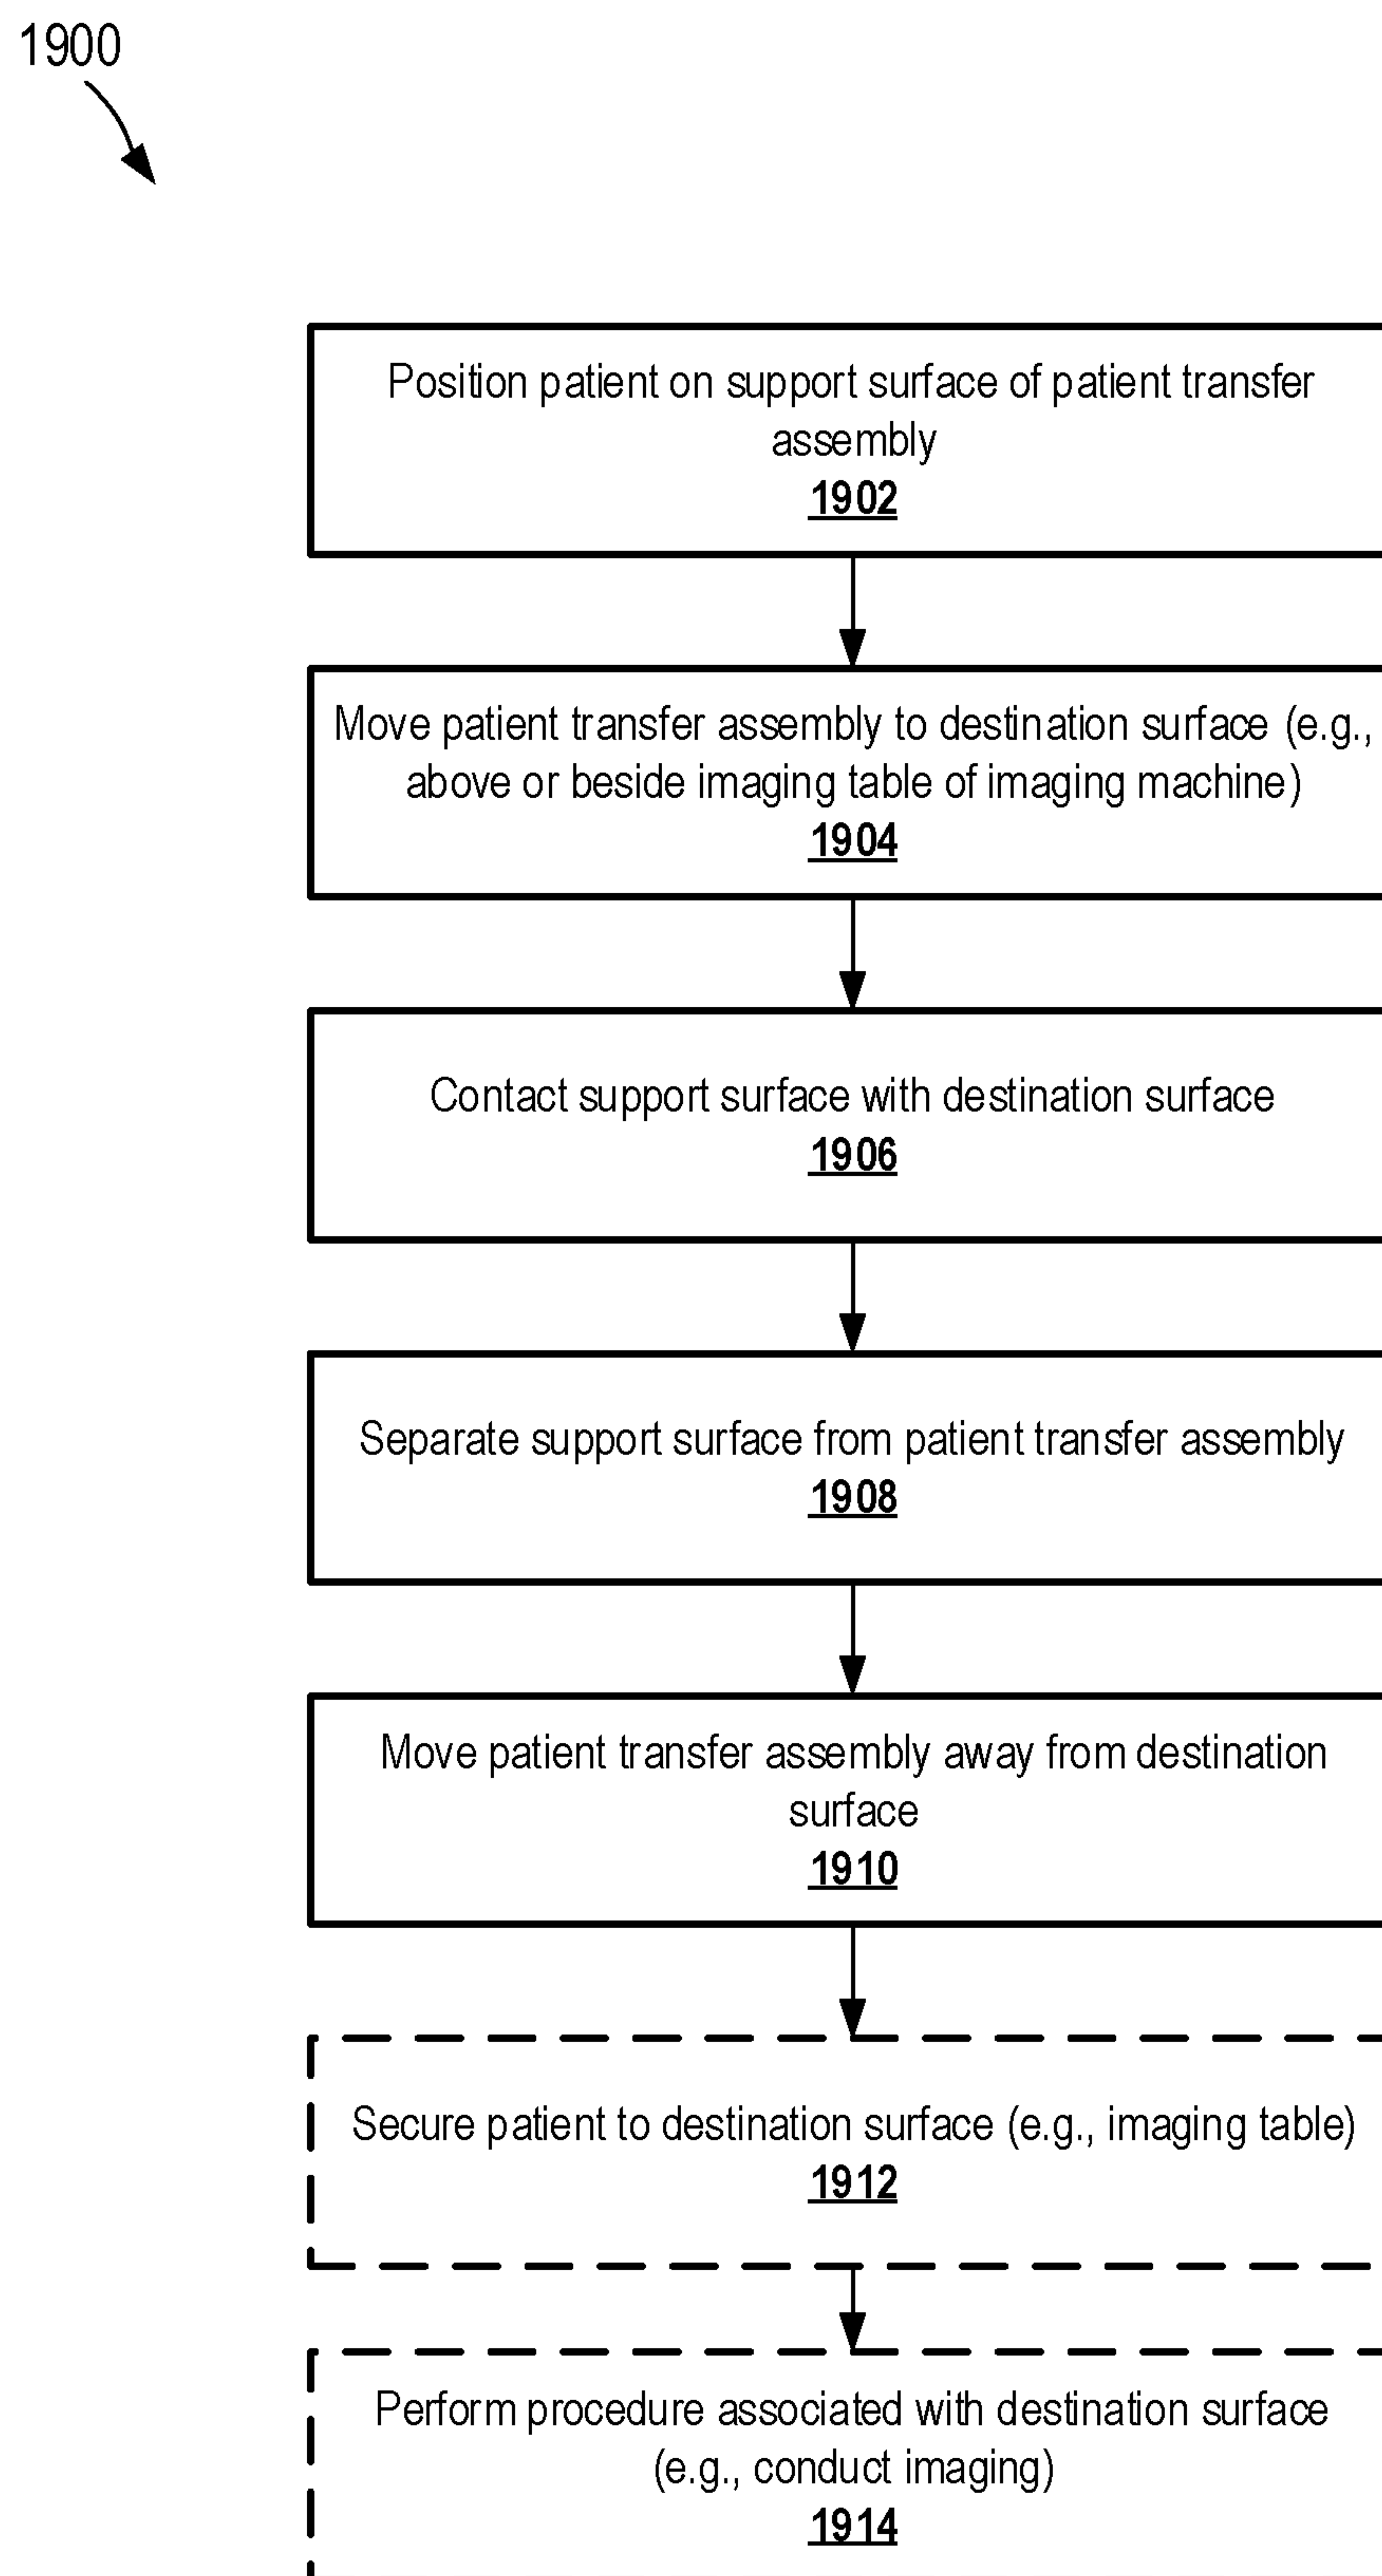 1900
Position patient on support surface of patient transfer
assembly
1902
Move patient transfer assembly to destination surface (e.g.,
above or beside imaging table of imaging machine)
1904
Contact support surface with destination surface
1906
Separate support surface from patient transfer assembly
1908
Move patient transfer assembly away from destination
surface
1910
Secure patient to destination surface (e.g., imaging table)
1912
Perform procedure associated with destination surface
(e.g., conduct imaging)
1914